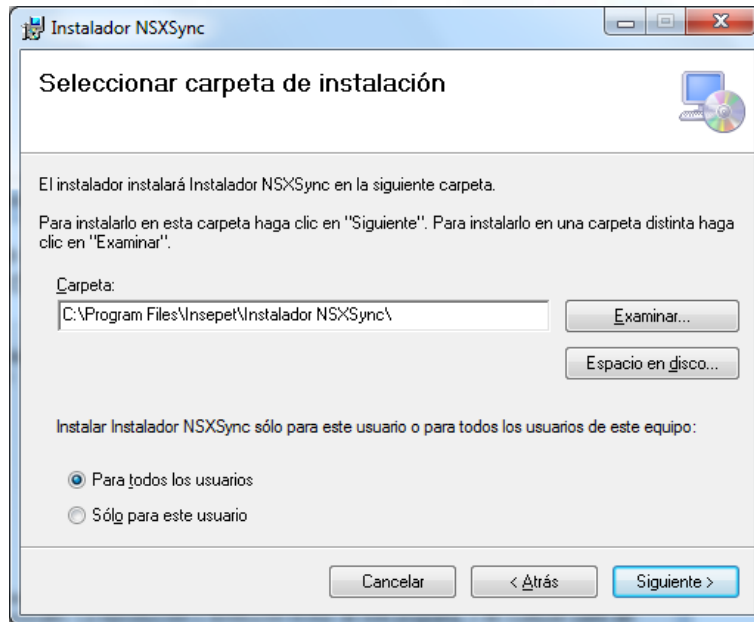 Instalador NSXSync
Seleccionar carpeta de instalación
El instalador instalará Instalador NSXSync en la siguiente carpeta.
Para instalarlo en esta carpeta haga clic en "Siguiente". Para instalarlo en una carpeta distinta haga
clic en "Examinar".
Carpeta:
C:\Program Files\Insepet\Instalador NSXSync\
Examinar...
Espacio en disco...
Instalar Instalador NSXSync sólo para este usuario o para todos los usuarios de este equipo:
Para todos los usuarios
Sólo para este usuario
Cancelar
< Atrás
Siguiente >